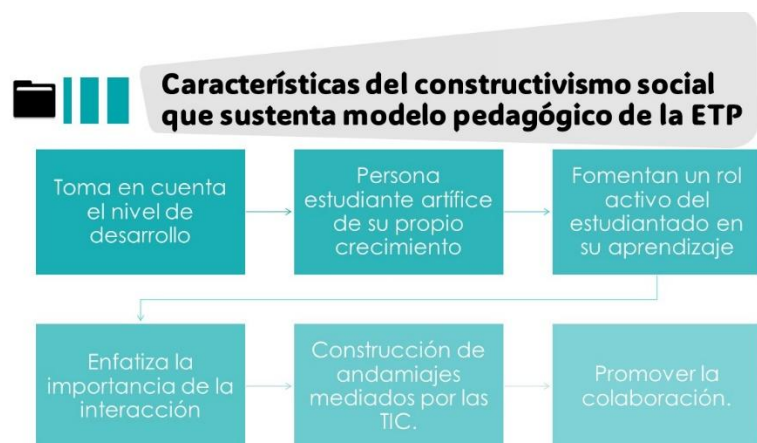 Características del constructivismo social
que sustenta modelo pedagógico de la ETP
Toma en cuenta
el nivel de
desarrollo
Persona
estudiante artífice
de su propio
crecimiento
Fomentan un rol
activo del
estudiantado en
su aprendizaje
Enfatiza la
importancia de la
interacción
Construcción de
andamiajes
mediados por las
TIC.
Promover la
colaboración.